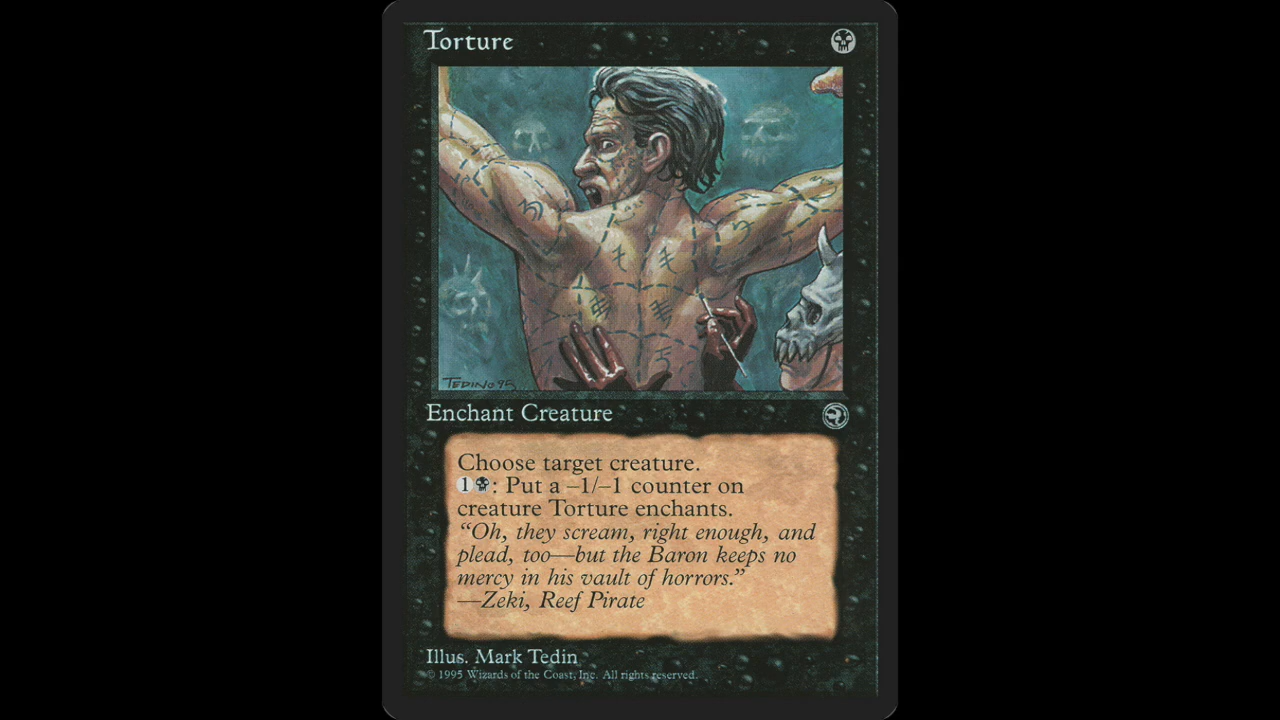 Torture
TEDIN©95
Enchant Creature
Choose target creature.
1: Put a –1/–1 counter on
creature Torture enchants.
“Oh, they scream, right enough, and
plead, too—but the Baron keeps no
mercy in his vault of horrors.”
—Zeki, Reef Pirate
Illus. Mark Tedin
© 1995 Wizards of the Coast, Inc. All rights reserved.